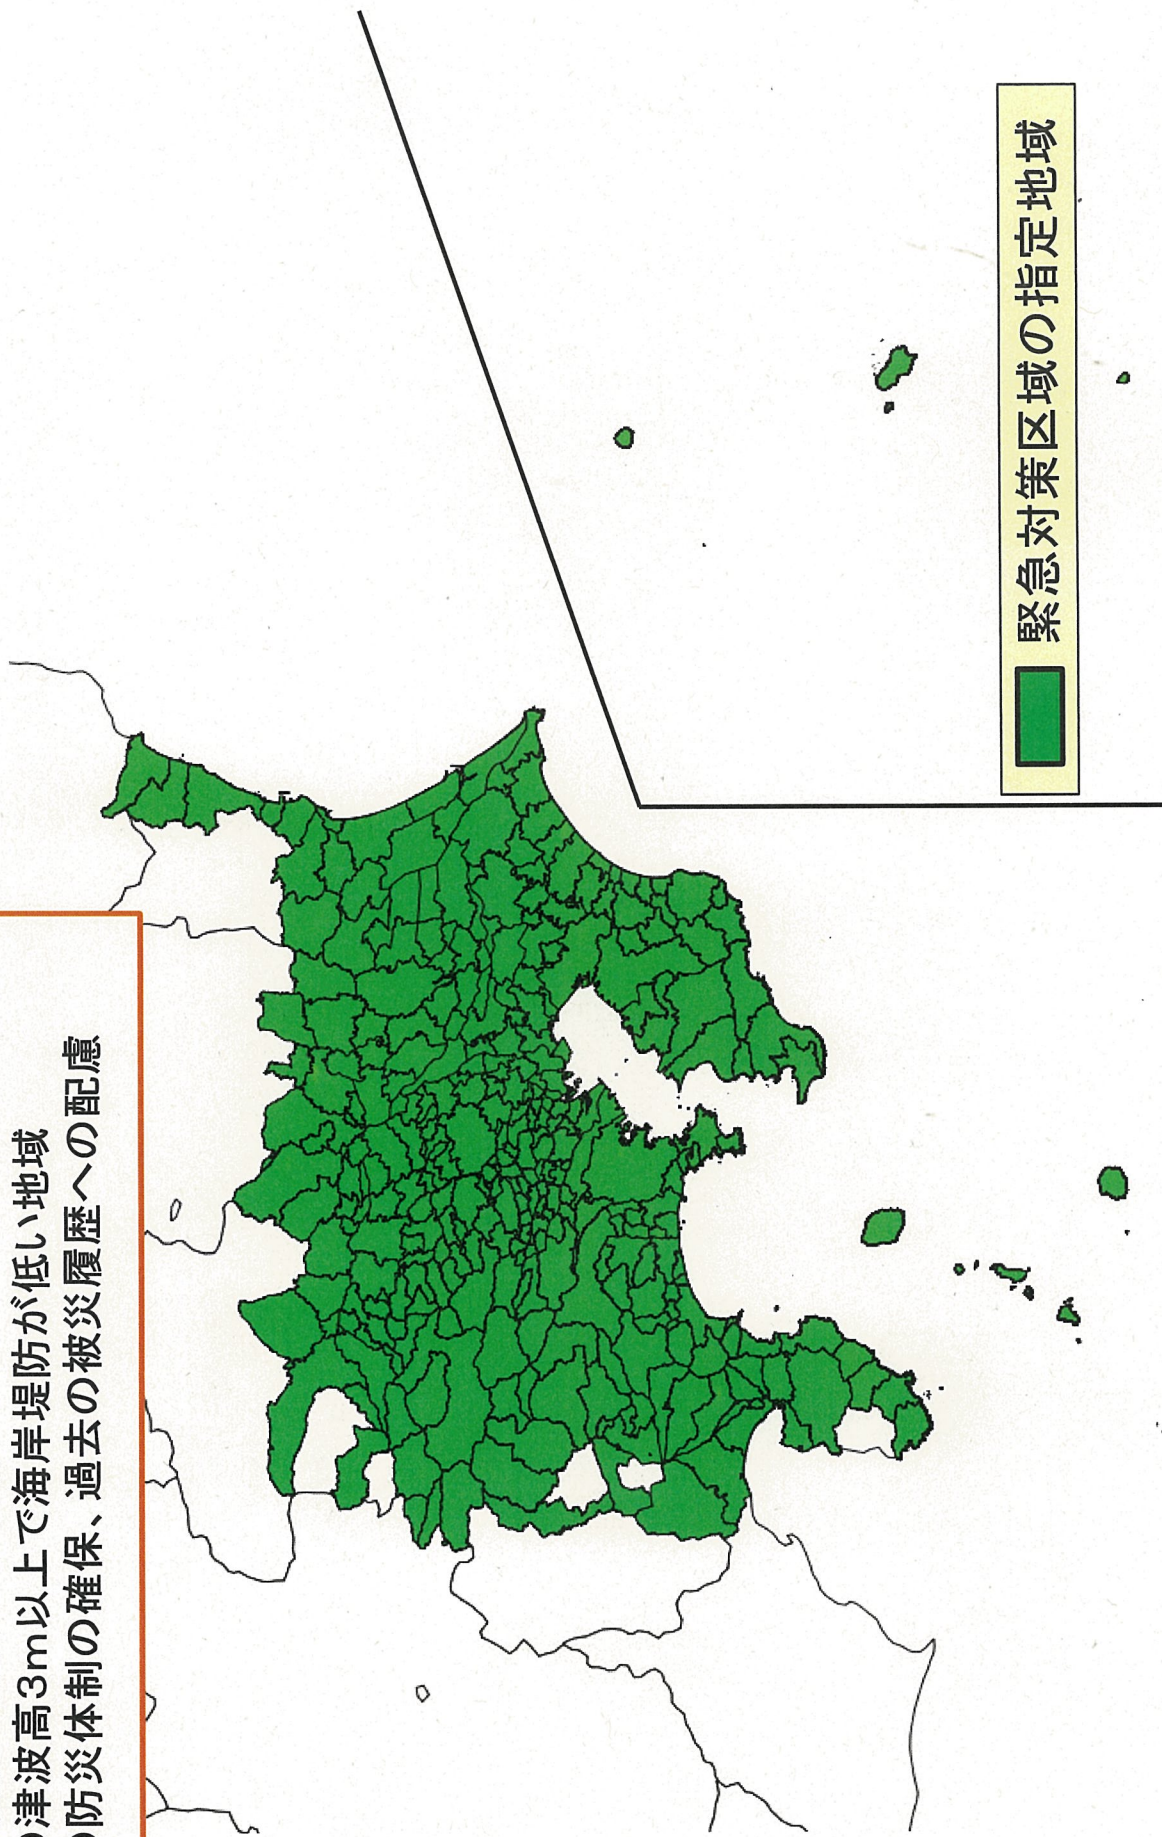 津波高3m以上で海岸堤防が低い地域
防災体制の確保、過去の被災履歴への配慮
緊急対策区域の指定地域